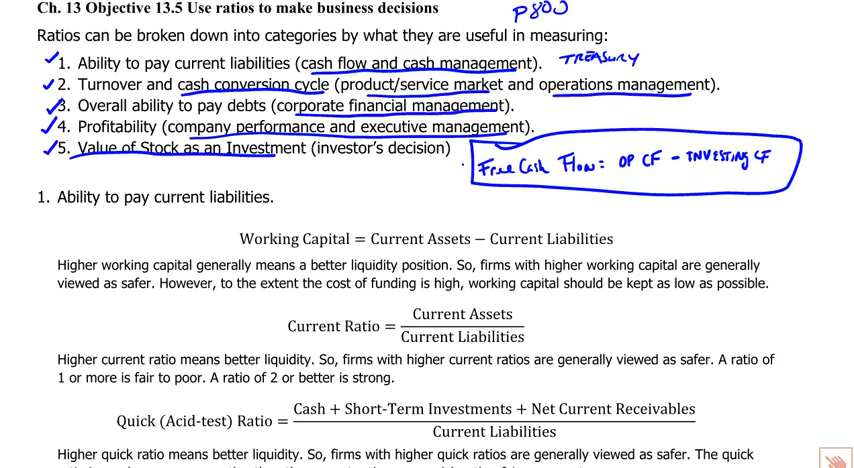 Ch. 13 Objective 13.5 Use ratios to make business decisions
P800
Ratios can be broken down into categories by what they are useful in measuring:
1. Ability to pay current liabilities (cash flow and cash management). TREASURY
2. Turnover and cash conversion cycle (product/service market and operations management).
3. Overall ability to pay debts (corporate financial management).
4. Profitability (company performance and executive management).
5. Value of Stock as an Investment (investor's decision)
Free Cash Flow: OP CF - INVESTING CF
1. Ability to pay current liabilities.
Working Capital = Current Assets − Current Liabilities
Higher working capital generally means a better liquidity position. So, firms with higher working capital are generally
viewed as safer. However, to the extent the cost of funding is high, working capital should be kept as low as possible.
Current Ratio = Current Assets
Current Liabilities
Higher current ratio means better liquidity. So, firms with higher current ratios are generally viewed as safer. A ratio of
1 or more is fair to poor. A ratio of 2 or better is strong.
Quick (Acid-test) Ratio = Cash + Short-Term Investments + Net Current Receivables
Current Liabilities
Higher quick ratio means better liquidity. So, firms with higher quick ratios are generally viewed as safer. The quick